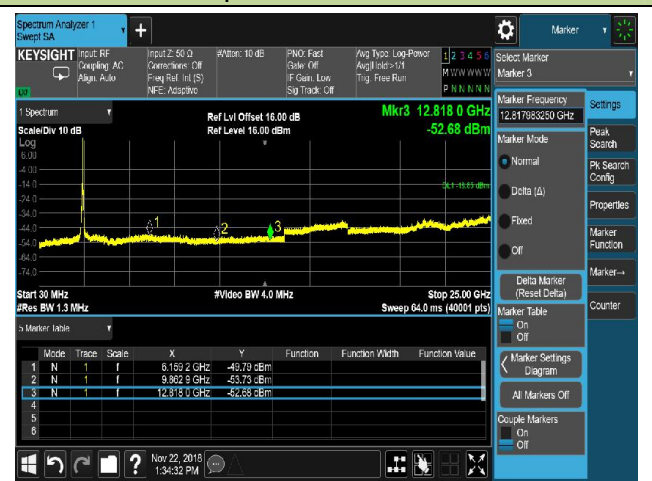 Spectrum Analyzer 1
Swept SA
+
Marker
KEYSIGHT
Input: RF
Coupling: AC
Align: Auto
Input Z: 50 Ω
Corrections: Off
Freq Ref: Int (S)
NFE: Adaptive
#Atten: 10 dB
PNO: Fast
Gate: Off
IF Gain: Low
Sig Track: Off
Avg Type: Log-Power
Avg|Hold>1/1
Trig: Free Run
1 2 3 4 5 6
M W W W W W
P N N N N N
Select Marker
Marker 3
1 Spectrum
Scale/Div 10 dB
Log
Ref Lvl Offset 16.00 dB
Ref Level 16.00 dBm
Mkr3 12.818 0 GHz
-52.68 dBm
6.00
-4.00
-14.0
-24.0
-34.0
-44.0
-54.0
-64.0
-74.0
1
2
3
Start 30 MHz
#Res BW 1.3 MHz
#Video BW 4.0 MHz
Stop 25.00 GHz
Sweep 64.0 ms (40001 pts)
5 Marker Table
Mode Trace Scale X Y Function Function Width Function Value
1 N 1 f 6.159 2 GHz -49.79 dBm
2 N 1 f 9.862 9 GHz -53.73 dBm
3 N 1 f 12.818 0 GHz -52.68 dBm
4
5
6
Marker Frequency
12.817983250 GHz
Marker Mode
Normal
Delta (Δ)
Fixed
Off
Delta Marker
(Reset Delta)
Marker Table
On
Off
Marker Settings
Diagram
All Markers Off
Couple Markers
On
Off
Settings
Peak
Search
Pk Search
Config
Properties
Marker
Function
Marker→
Counter
?
Nov 22, 2018
1:34:32 PM